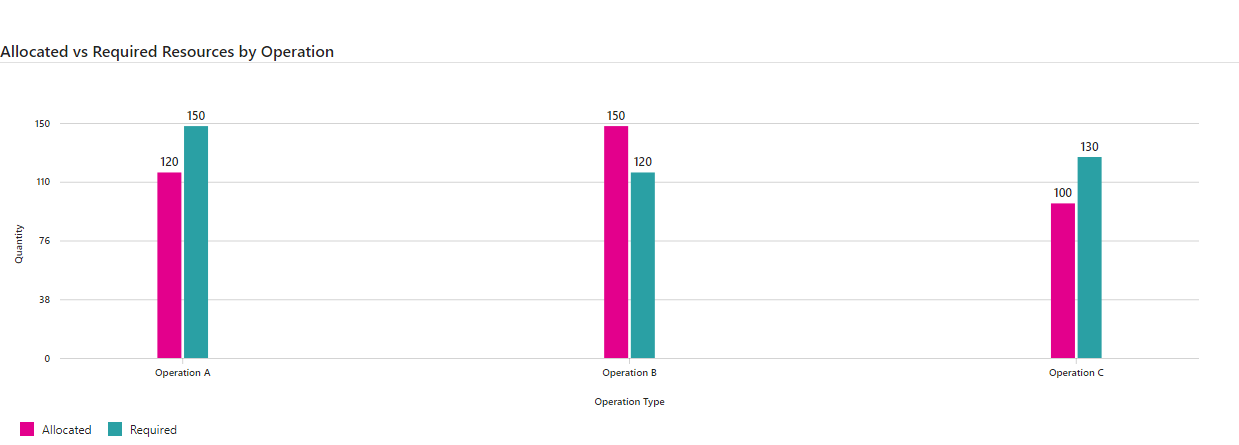 Allocated vs Required Resources by Operation
150
110
76
38
0
Quantity
120
150
150
120
100
130
Operation A
Operation B
Operation C
Operation Type
Allocated
Required